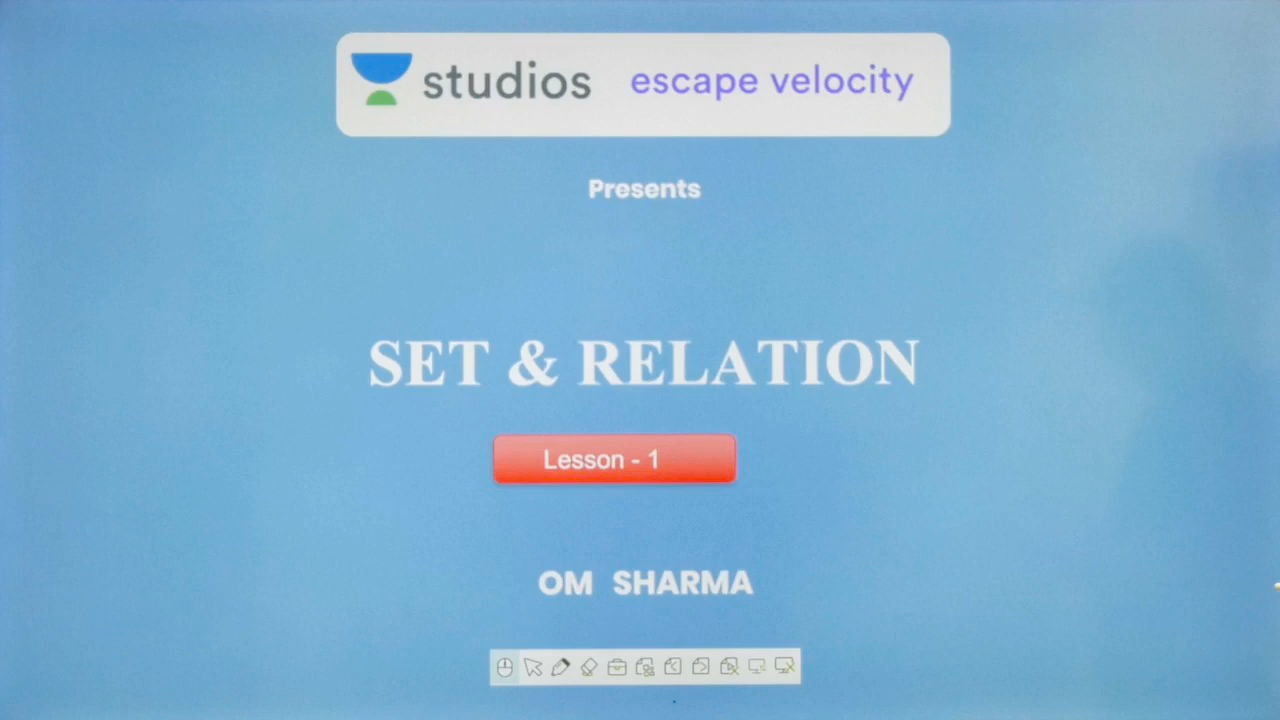 studios escape velocity
Presents
SET & RELATION
Lesson - 1
OM SHARMA